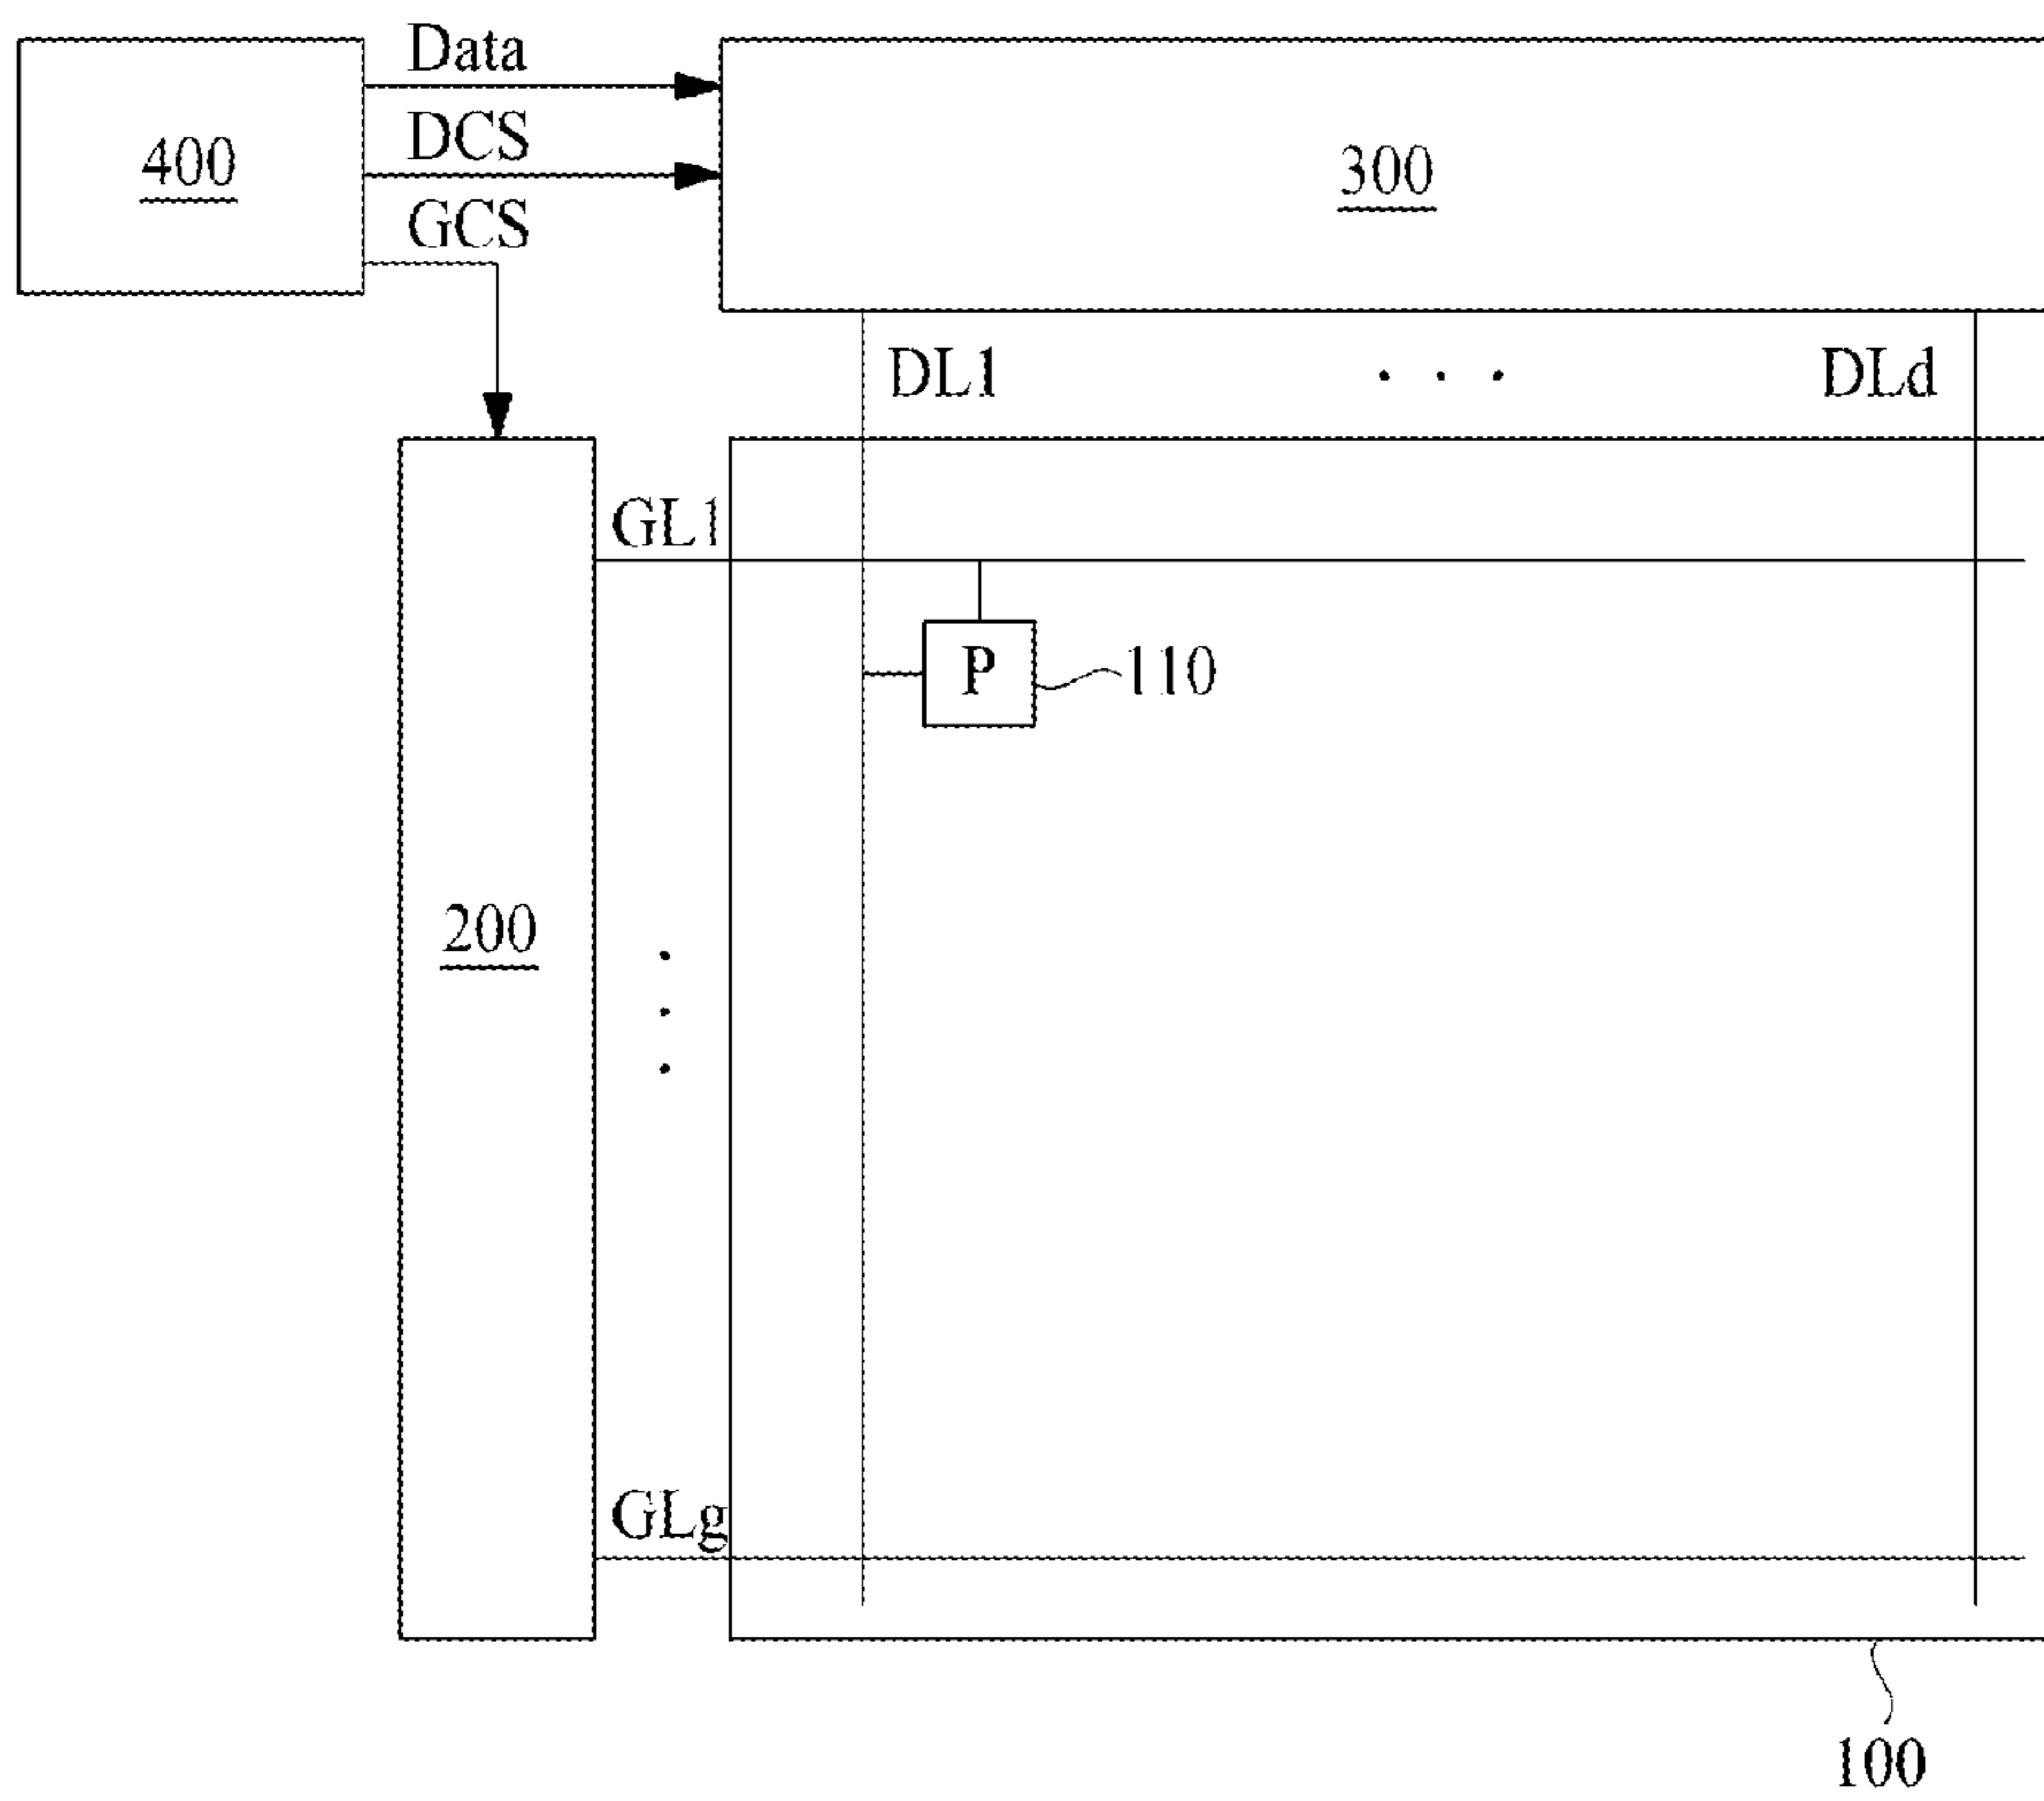 Data
DCS
GCS
400
300
DL1
. . .
DLd
GL1
P
110
200
GLg
100